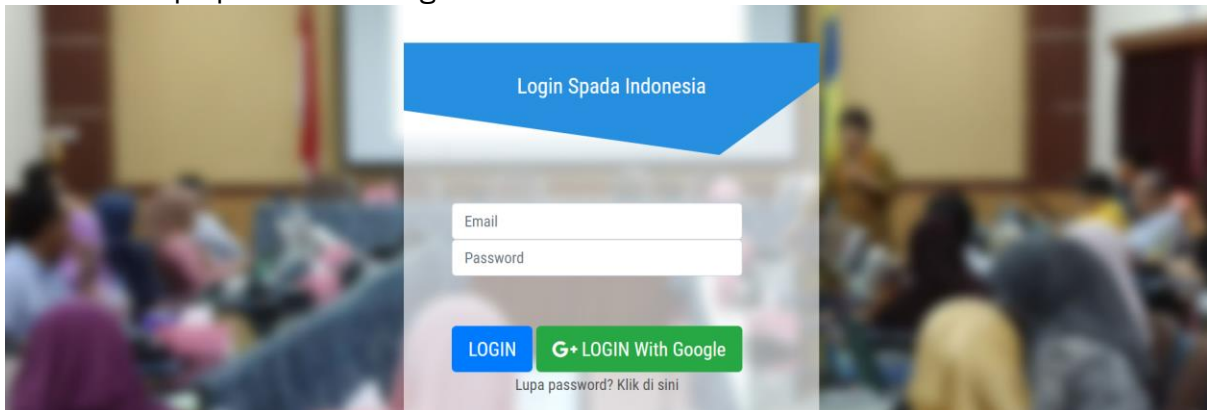 Login Spada Indonesia
Email
Password
LOGIN G+ LOGIN With Google
Lupa password? Klik di sini